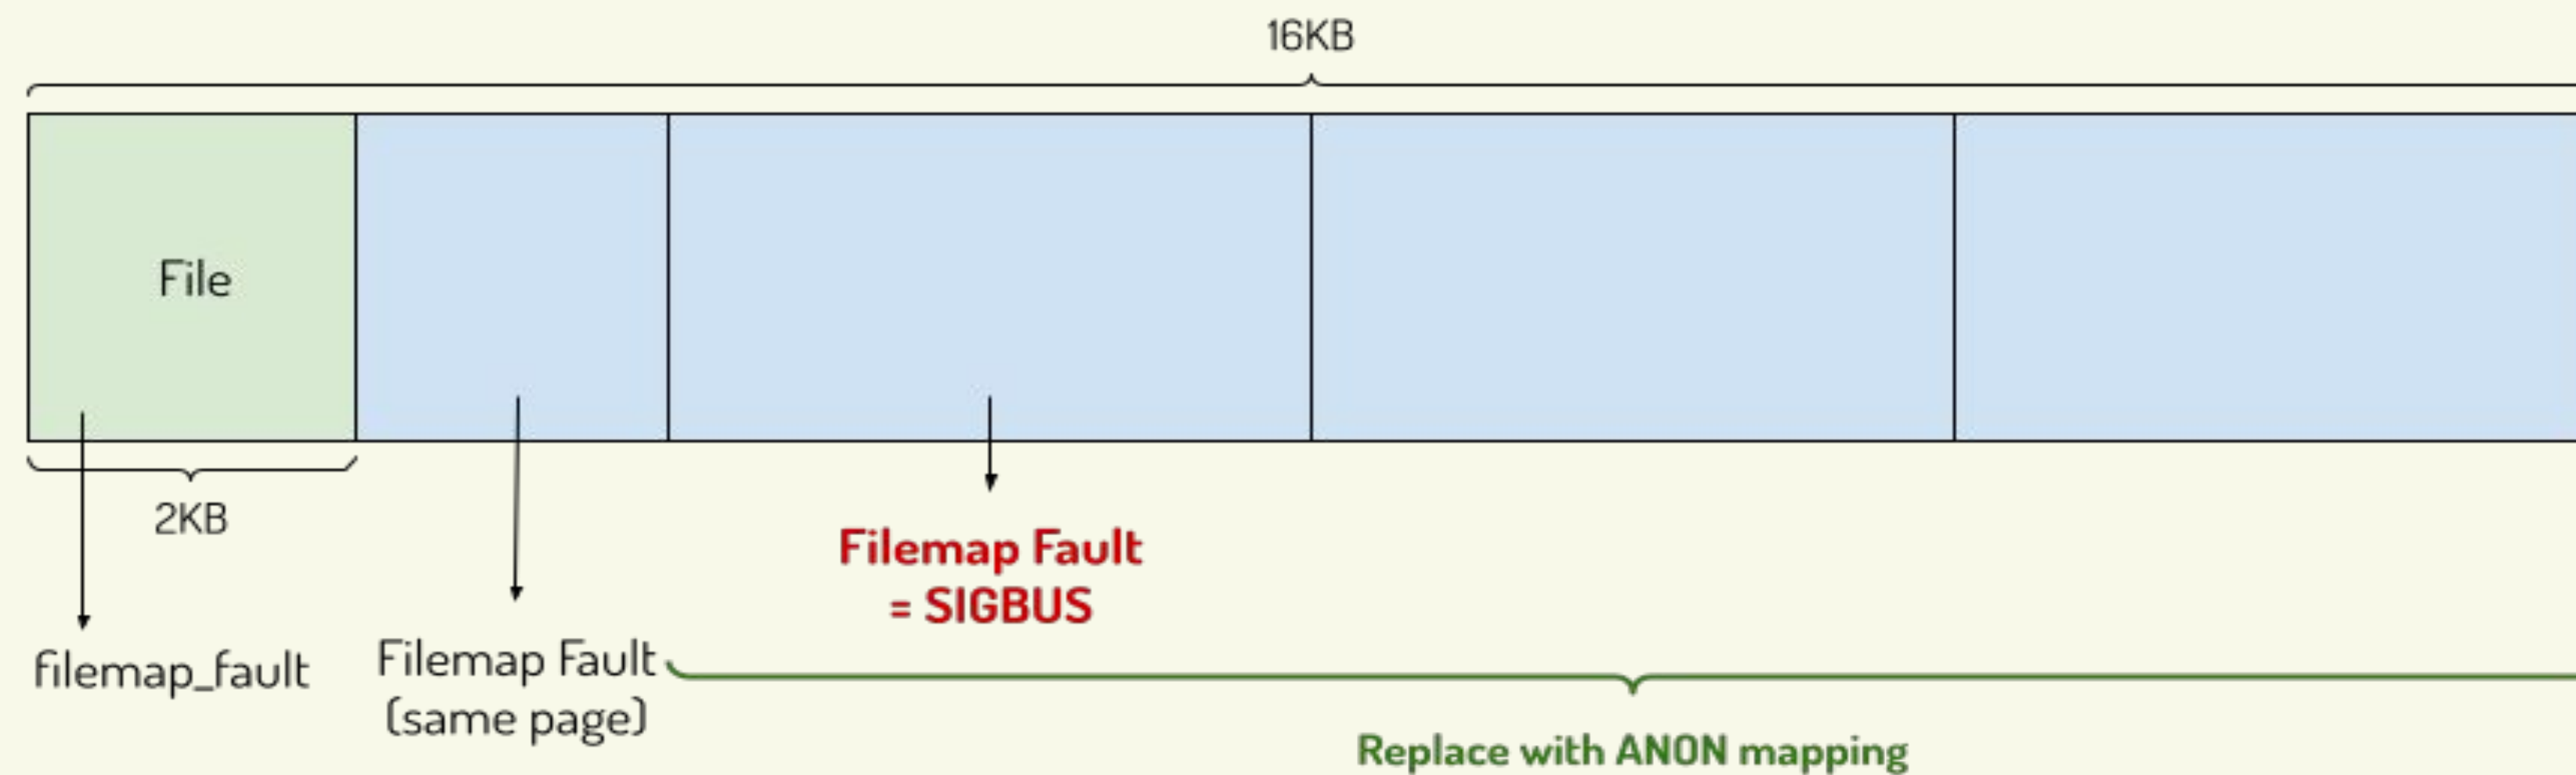 16KB
File
2KB
Filemap Fault
= SIGBUS
filemap_fault
Filemap Fault
(same page)
Replace with ANON mapping